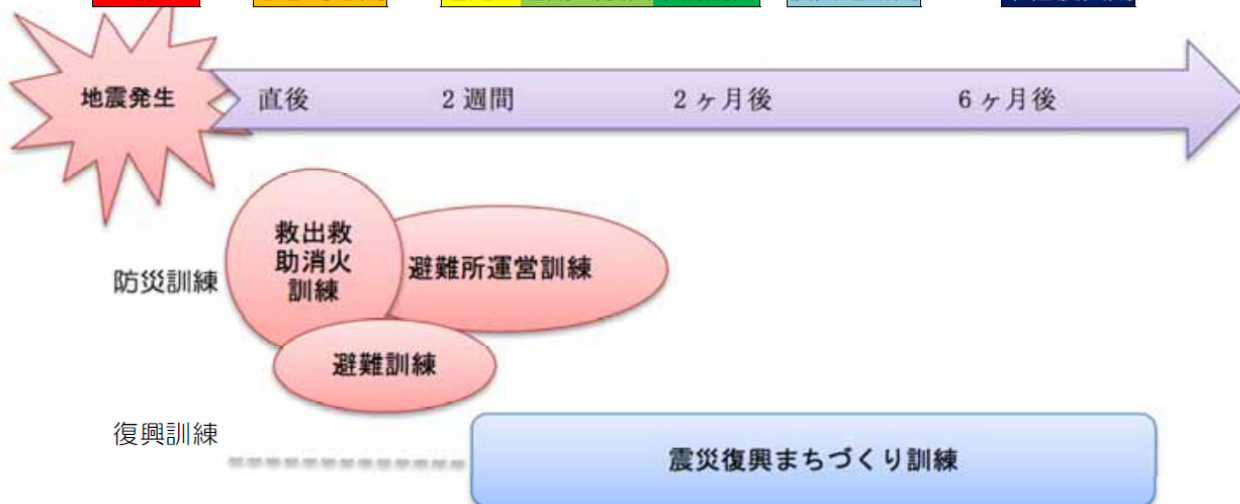 地震発生
直後
2週間
2ヶ月後
6ヶ月後
救出救
助消火
訓練
避難所運営訓練
防災訓練
避難訓練
復興訓練
震災復興まちづくり訓練